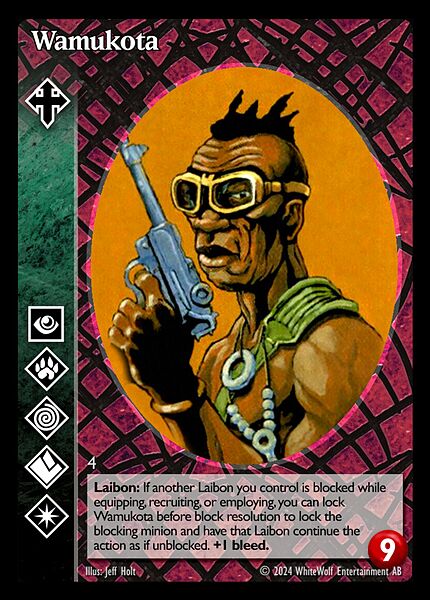 Wamukota
4
Laibon: If another Laibon you control is blocked while
equipping, recruiting, or employing, you can lock
Wamukota before block resolution to lock the
blocking minion and have that Laibon continue the
action as if unblocked. +1 bleed.
9
Illus: Jeff Holt
© 2024 WhiteWolf Entertainment AB